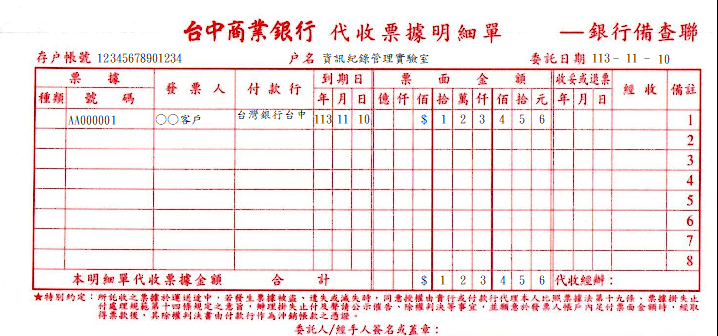 台中商業銀行 代收票據明細單 —銀行備查聯
存户帳號 12345678901234 户名 資訊紀錄管理實驗室 委託日期 113 - 11 - 10
票據 發票人 付款行 到期日 票面金額 收妥或退票 經收 備註
種類 號碼 年 月 日 億 仟 佰 拾 萬 仟 佰 拾 元 年 月 日
AA000001 〇〇客戶 台灣銀行台中 113 11 10 $ 1 2 3 4 5 6 1
2
3
4
5
6
7
8
本明細單代收票據金額 合計 $ 1 2 3 4 5 6 代收經辦:
★特別約定:所託收之票據於運送途中,若發生票據被盜、遺失或滅失時,同意授權由貴行或付款行代理本人比照票據法第十九條、票據掛失止
付處理規範第十四條規定之意旨,辦理掛失止付及聲請公示催告、除權判決等事宜,並願意於發票人帳戶內足付票面金額時,經取
得票款後,其除權判決書由付款行作為沖銷帳款之憑證。
委託人/經手人簽名或蓋章: